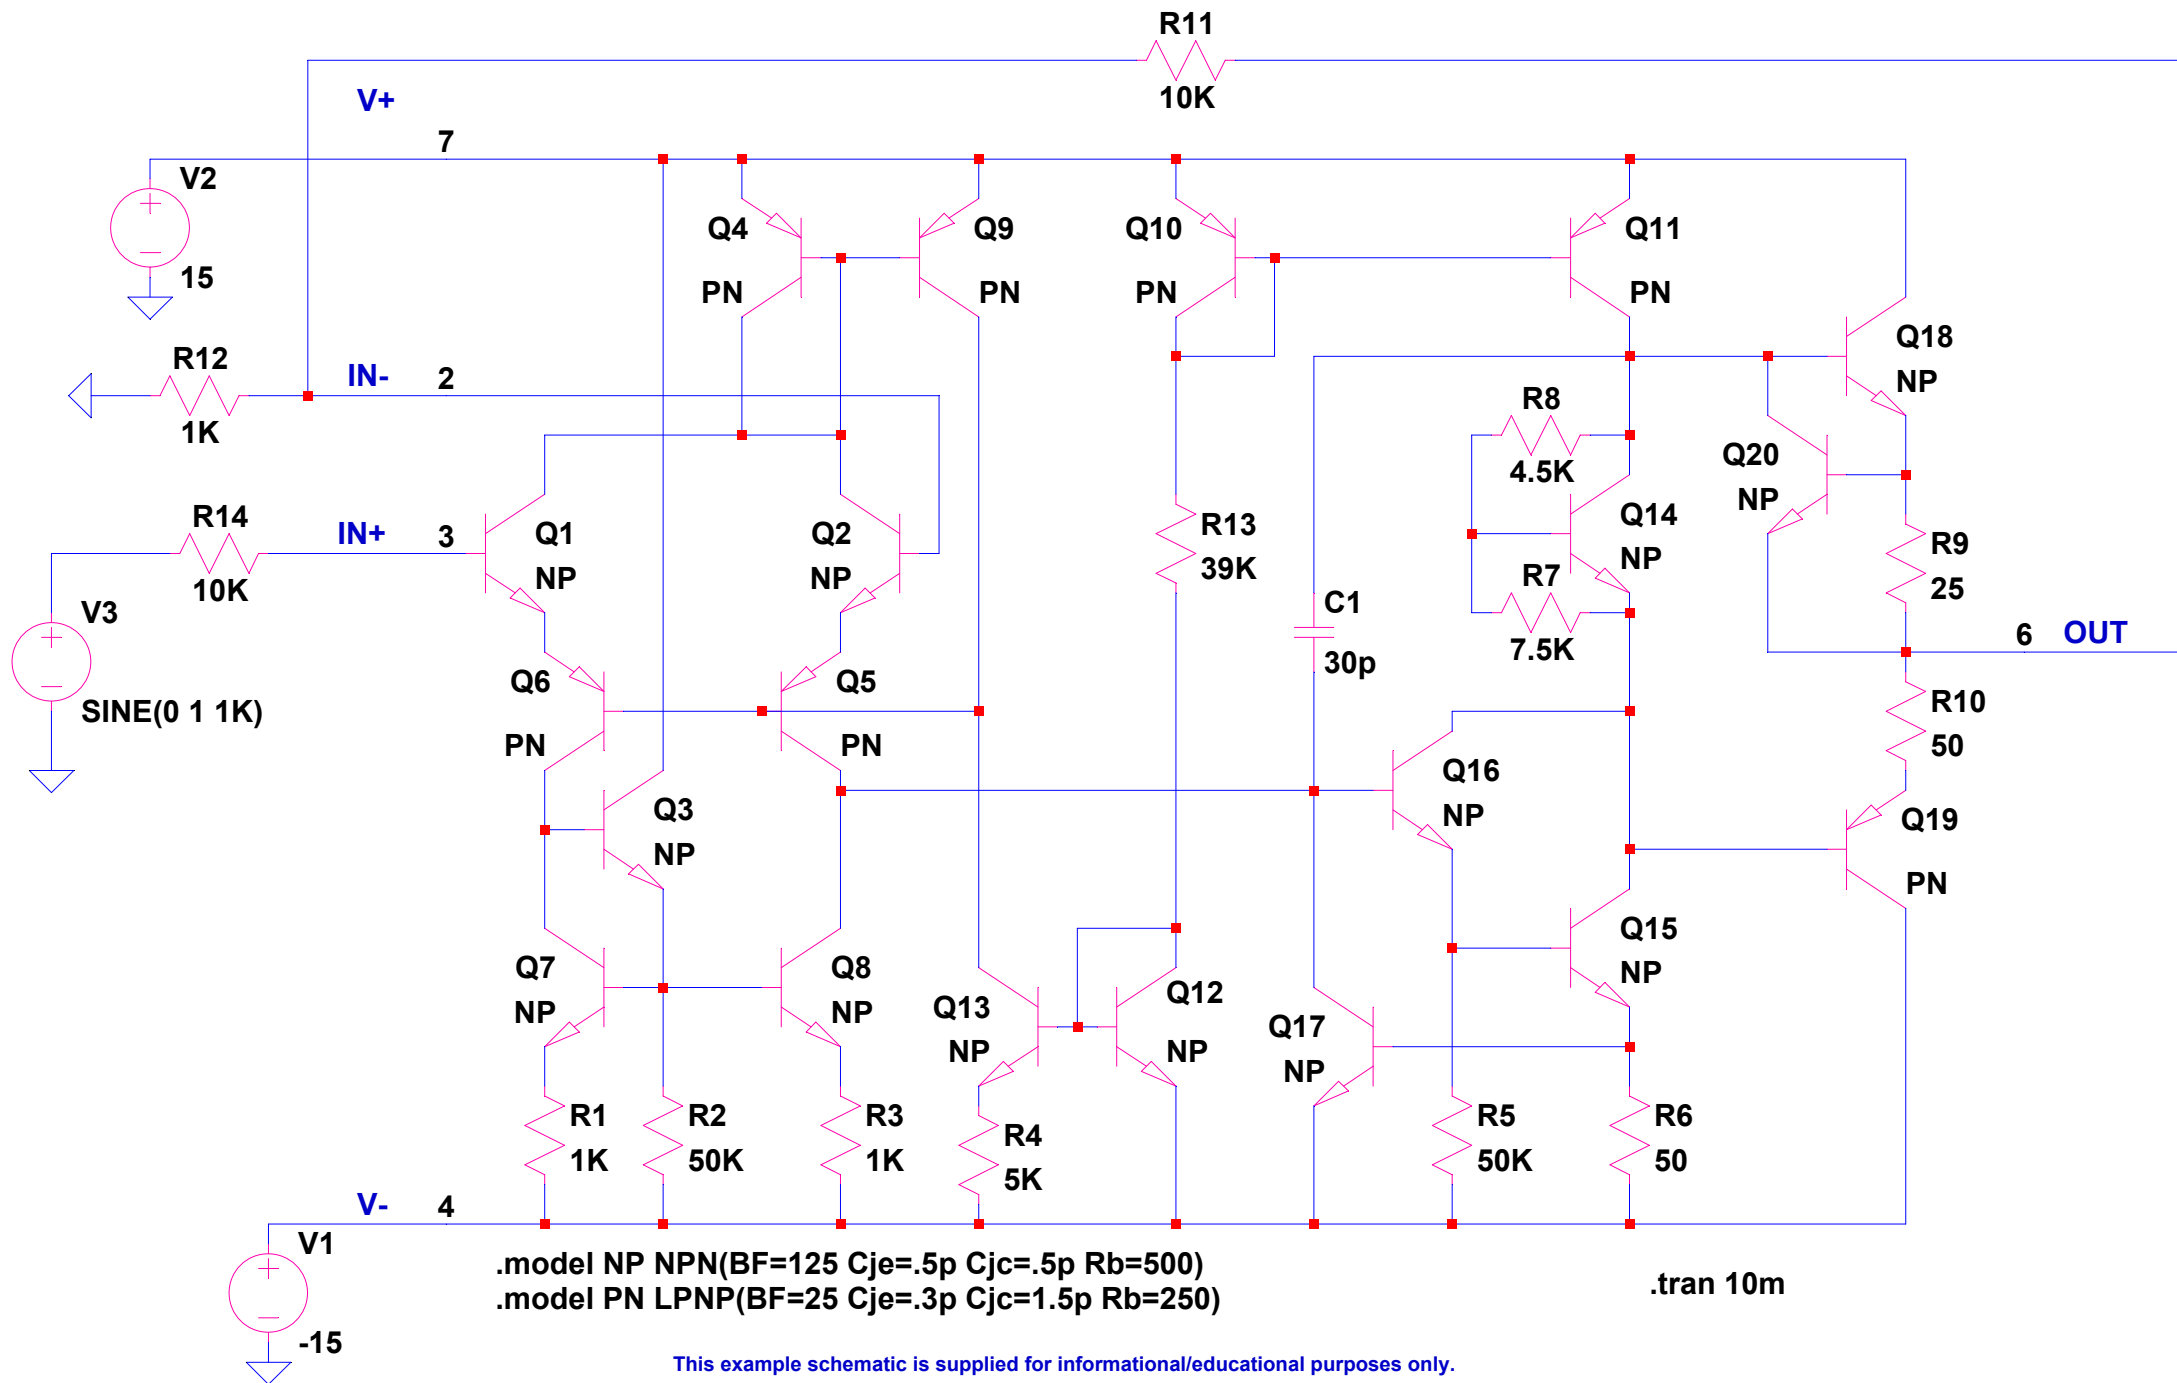 R11
10K
V+
7
V2
15
Q4
PN
Q9
PN
Q10
PN
Q11
PN
Q18
NP
R12
1K
IN-
2
R8
4.5K
Q20
NP
R14
10K
IN+
3
Q1
NP
Q2
NP
R13
39K
Q14
NP
R9
25
V3
SINE(0 1 1K)
C1
30p
R7
7.5K
6
OUT
Q6
PN
Q5
PN
R10
50
Q16
NP
Q3
NP
Q19
PN
Q7
NP
Q8
NP
Q13
NP
Q12
NP
Q17
NP
Q15
NP
R1
1K
R2
50K
R3
1K
R4
5K
R5
50K
R6
50
V-
4
V1
-15
.model NP NPN(BF=125 Cje=.5p Cjc=.5p Rb=500)
.model PN LPNP(BF=25 Cje=.3p Cjc=1.5p Rb=250)
.tran 10m
This example schematic is supplied for informational/educational purposes only.